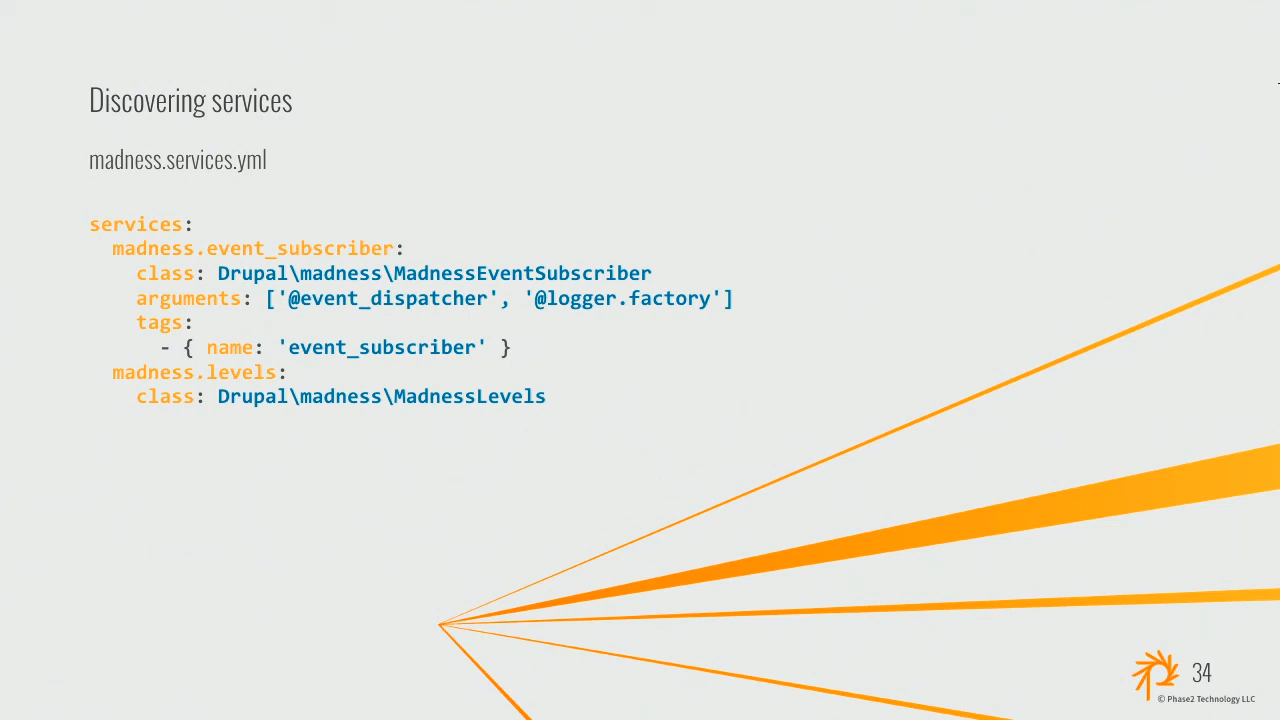 Discovering services
madness.services.yml
services:
  madness.event_subscriber:
    class: Drupal\madness\MadnessEventSubscriber
    arguments: ['@event_dispatcher', '@logger.factory']
    tags:
      - { name: 'event_subscriber' }
  madness.levels:
    class: Drupal\madness\MadnessLevels
34
© Phase2 Technology LLC